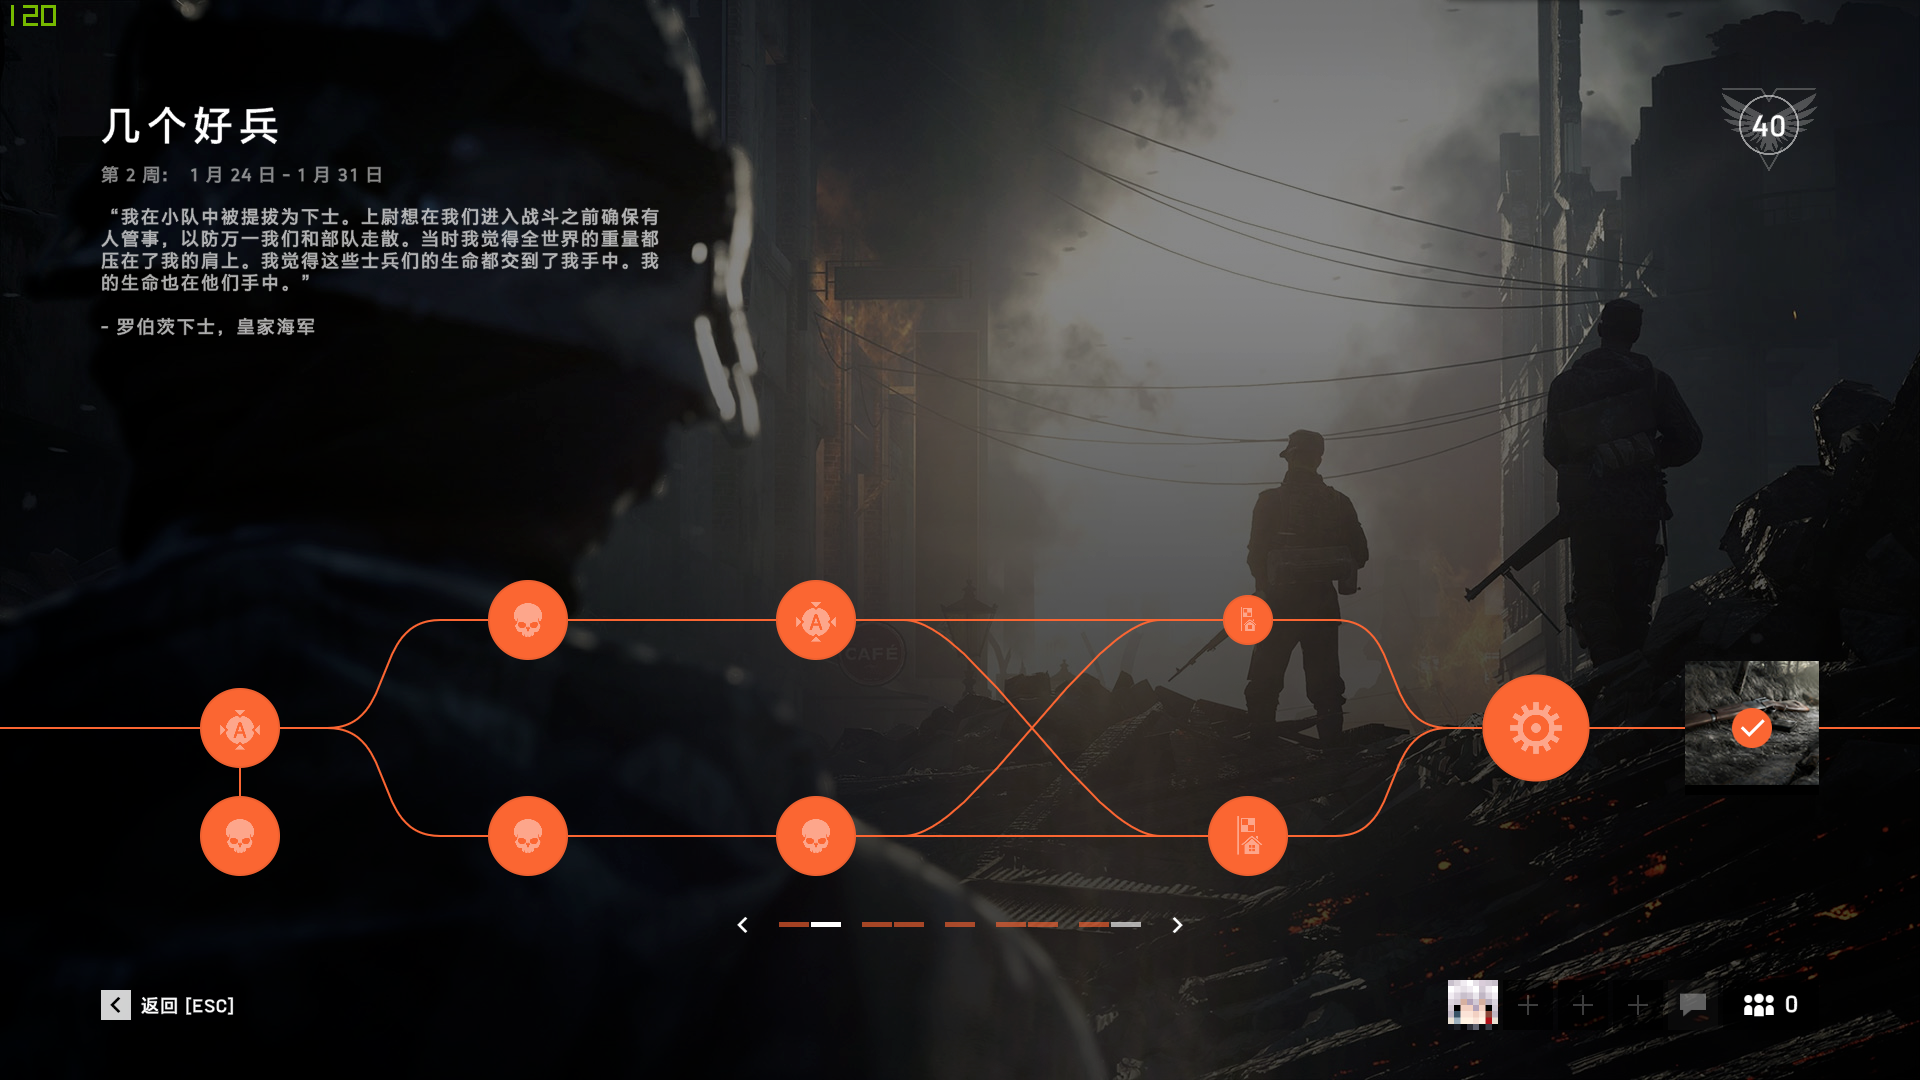 120
几个好兵
40
第 2 周： 1 月 24 日 - 1 月 31 日
“我在小队中被提拔为下士。上尉想在我们进入战斗之前确保有
人管事，以防万一我们和部队走散。当时我觉得全世界的重量都
压在了我的肩上。我觉得这些士兵们的生命都交到了我手中。我
的生命也在他们手中。”
- 罗伯茨下士，皇家海军
A
CAFÉ
A
返回 [ESC]
0